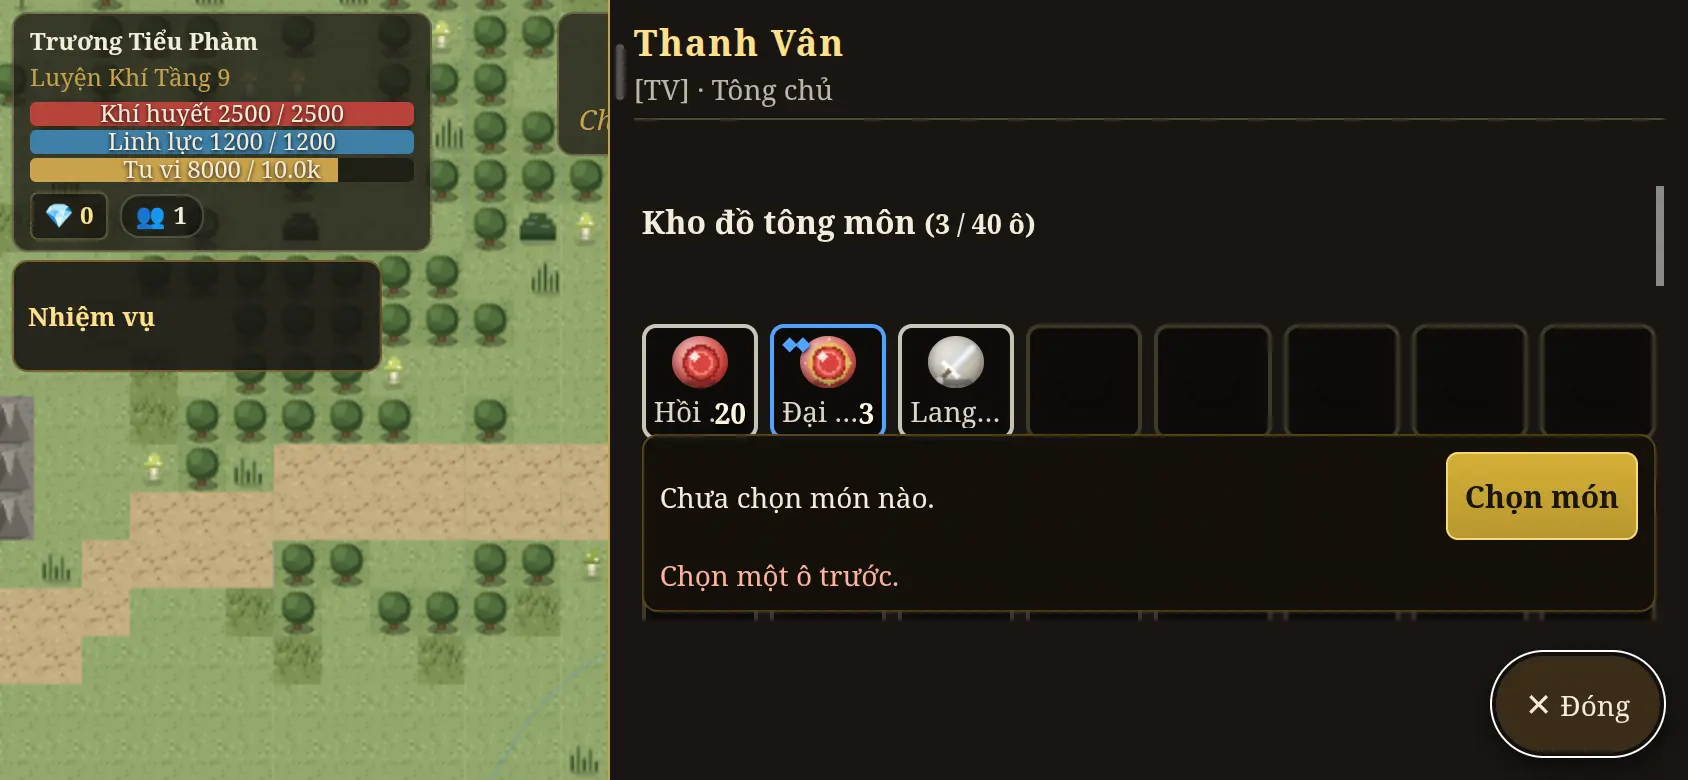 Trương Tiểu Phàm
Luyện Khí Tầng 9
Khí huyết 2500 / 2500
Linh lực 1200 / 1200
Tu vi 8000 / 10.0k
💎 0
👥 1
Nhiệm vụ
Ch
Thanh Vân
[TV] · Tông chủ
Kho đồ tông môn (3 / 40 ô)
Hồi .20
Đại ...3
Lang...
Chưa chọn món nào.
Chọn món
Chọn một ô trước.
✕ Đóng